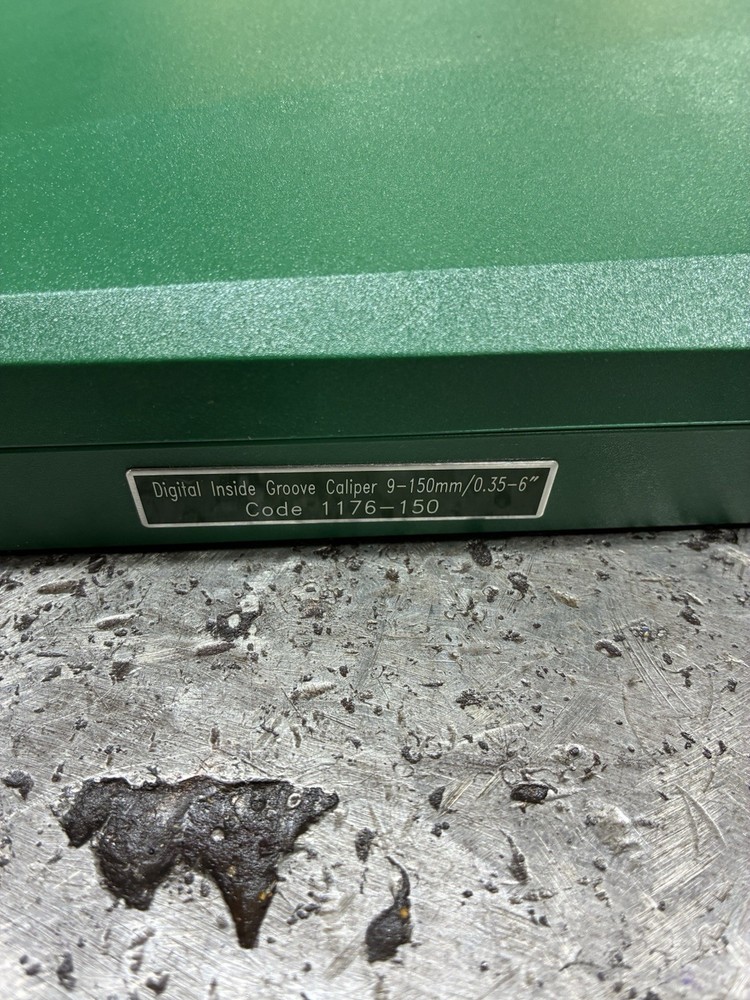 Digital Inside Groove Caliper 9-150mm/0.35-6″
Code 1176-150